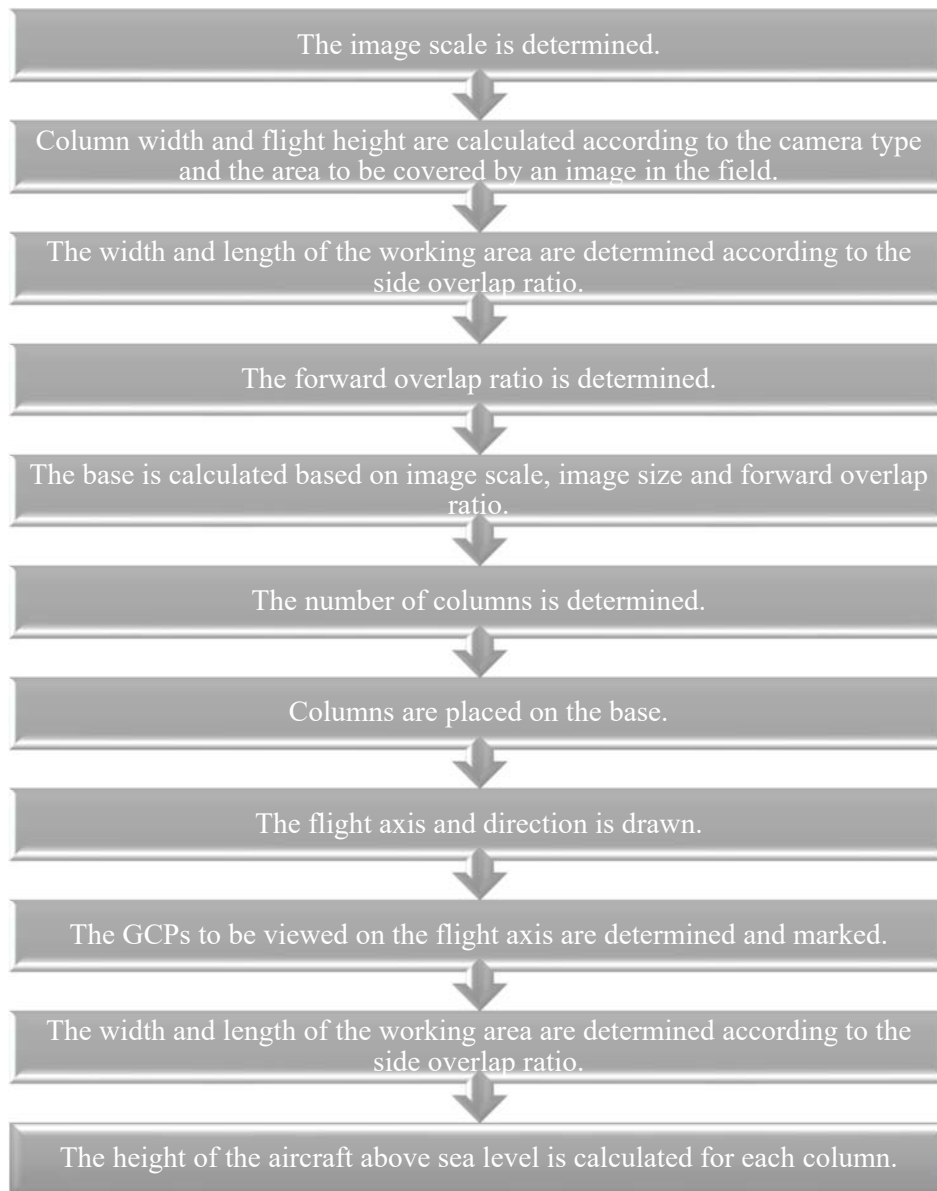 The image scale is determined.
Column width and flight height are calculated according to the camera type
and the area to be covered by an image in the field.
The width and length of the working area are determined according to the
side overlap ratio.
The forward overlap ratio is determined.
The base is calculated based on image scale, image size and forward overlap
ratio.
The number of columns is determined.
Columns are placed on the base.
The flight axis and direction is drawn.
The GCPs to be viewed on the flight axis are determined and marked.
The width and length of the working area are determined according to the
side overlap ratio.
The height of the aircraft above sea level is calculated for each column.